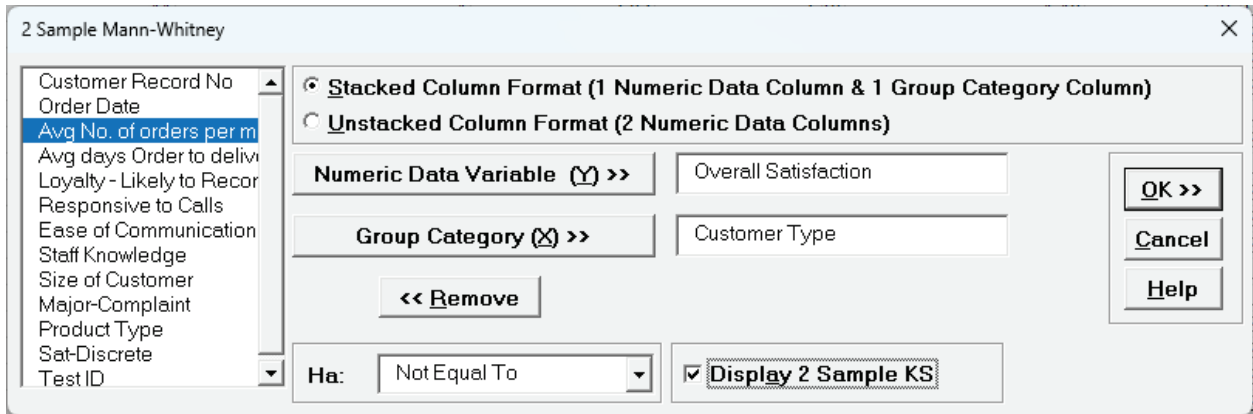 2 Sample Mann-Whitney
Customer Record No
Order Date
Avg No. of orders per m
Avg days Order to deliv
Loyalty - Likely to Recor
Responsive to Calls
Ease of Communication
Staff Knowledge
Size of Customer
Major-Complaint
Product Type
Sat-Discrete
Test ID
Stacked Column Format (1 Numeric Data Column & 1 Group Category Column)
Unstacked Column Format (2 Numeric Data Columns)
Numeric Data Variable (Y) >>
Overall Satisfaction
Group Category (X) >>
Customer Type
<< Remove
Ha:
Not Equal To
Display 2 Sample KS
OK >>
Cancel
Help